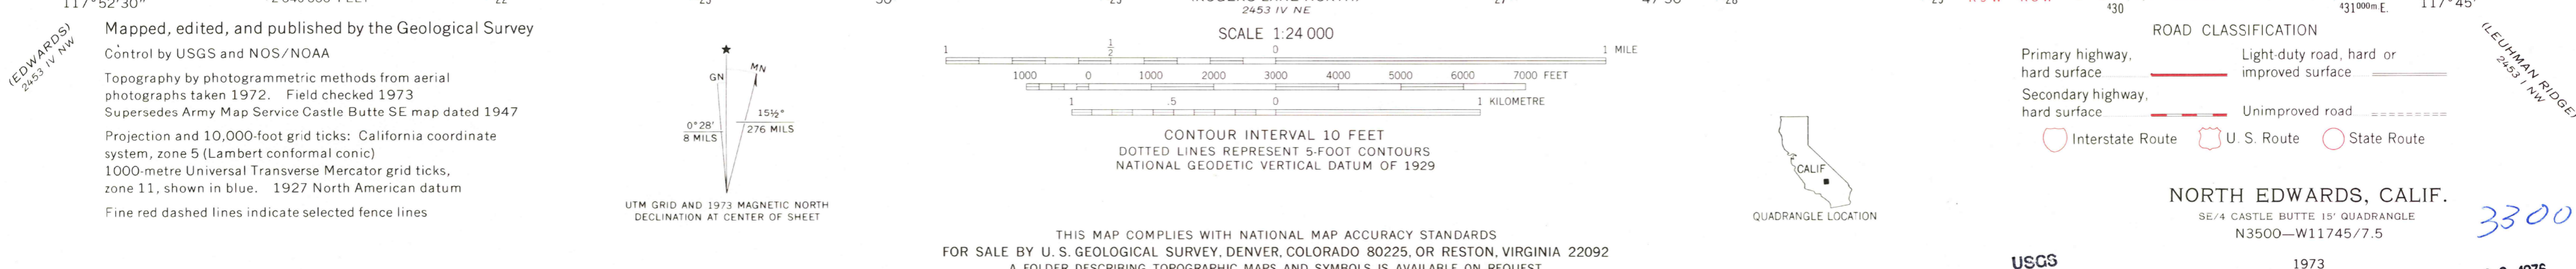 117°52'30"
2453 IV NE
430
431000m.E.
117°45'
(EDWARDS)
2453 IV NW
Mapped, edited, and published by the Geological Survey
Control by USGS and NOS/NOAA
Topography by photogrammetric methods from aerial
photographs taken 1972. Field checked 1973
Supersedes Army Map Service Castle Butte SE map dated 1947
Projection and 10,000-foot grid ticks: California coordinate
system, zone 5 (Lambert conformal conic)
1000-metre Universal Transverse Mercator grid ticks,
zone 11, shown in blue. 1927 North American datum
Fine red dashed lines indicate selected fence lines
GN
MN
0°28'
8 MILS
15½°
276 MILS
UTM GRID AND 1973 MAGNETIC NORTH
DECLINATION AT CENTER OF SHEET
SCALE 1:24 000
1 ½ 0 1 MILE
1000 0 1000 2000 3000 4000 5000 6000 7000 FEET
1 .5 0 1 KILOMETRE
CONTOUR INTERVAL 10 FEET
DOTTED LINES REPRESENT 5-FOOT CONTOURS
NATIONAL GEODETIC VERTICAL DATUM OF 1929
THIS MAP COMPLIES WITH NATIONAL MAP ACCURACY STANDARDS
FOR SALE BY U. S. GEOLOGICAL SURVEY, DENVER, COLORADO 80225, OR RESTON, VIRGINIA 22092
A FOLDER DESCRIBING TOPOGRAPHIC MAPS AND SYMBOLS IS AVAILABLE ON REQUEST
CALIF
QUADRANGLE LOCATION
ROAD CLASSIFICATION
Primary highway,
hard surface
Light-duty road, hard or
improved surface
Secondary highway,
hard surface
Unimproved road
Interstate Route
U. S. Route
State Route
(LEUHMAN RIDGE)
2453 I NW
NORTH EDWARDS, CALIF.
SE/4 CASTLE BUTTE 15' QUADRANGLE
N3500—W11745/7.5
3300
USGS
1973